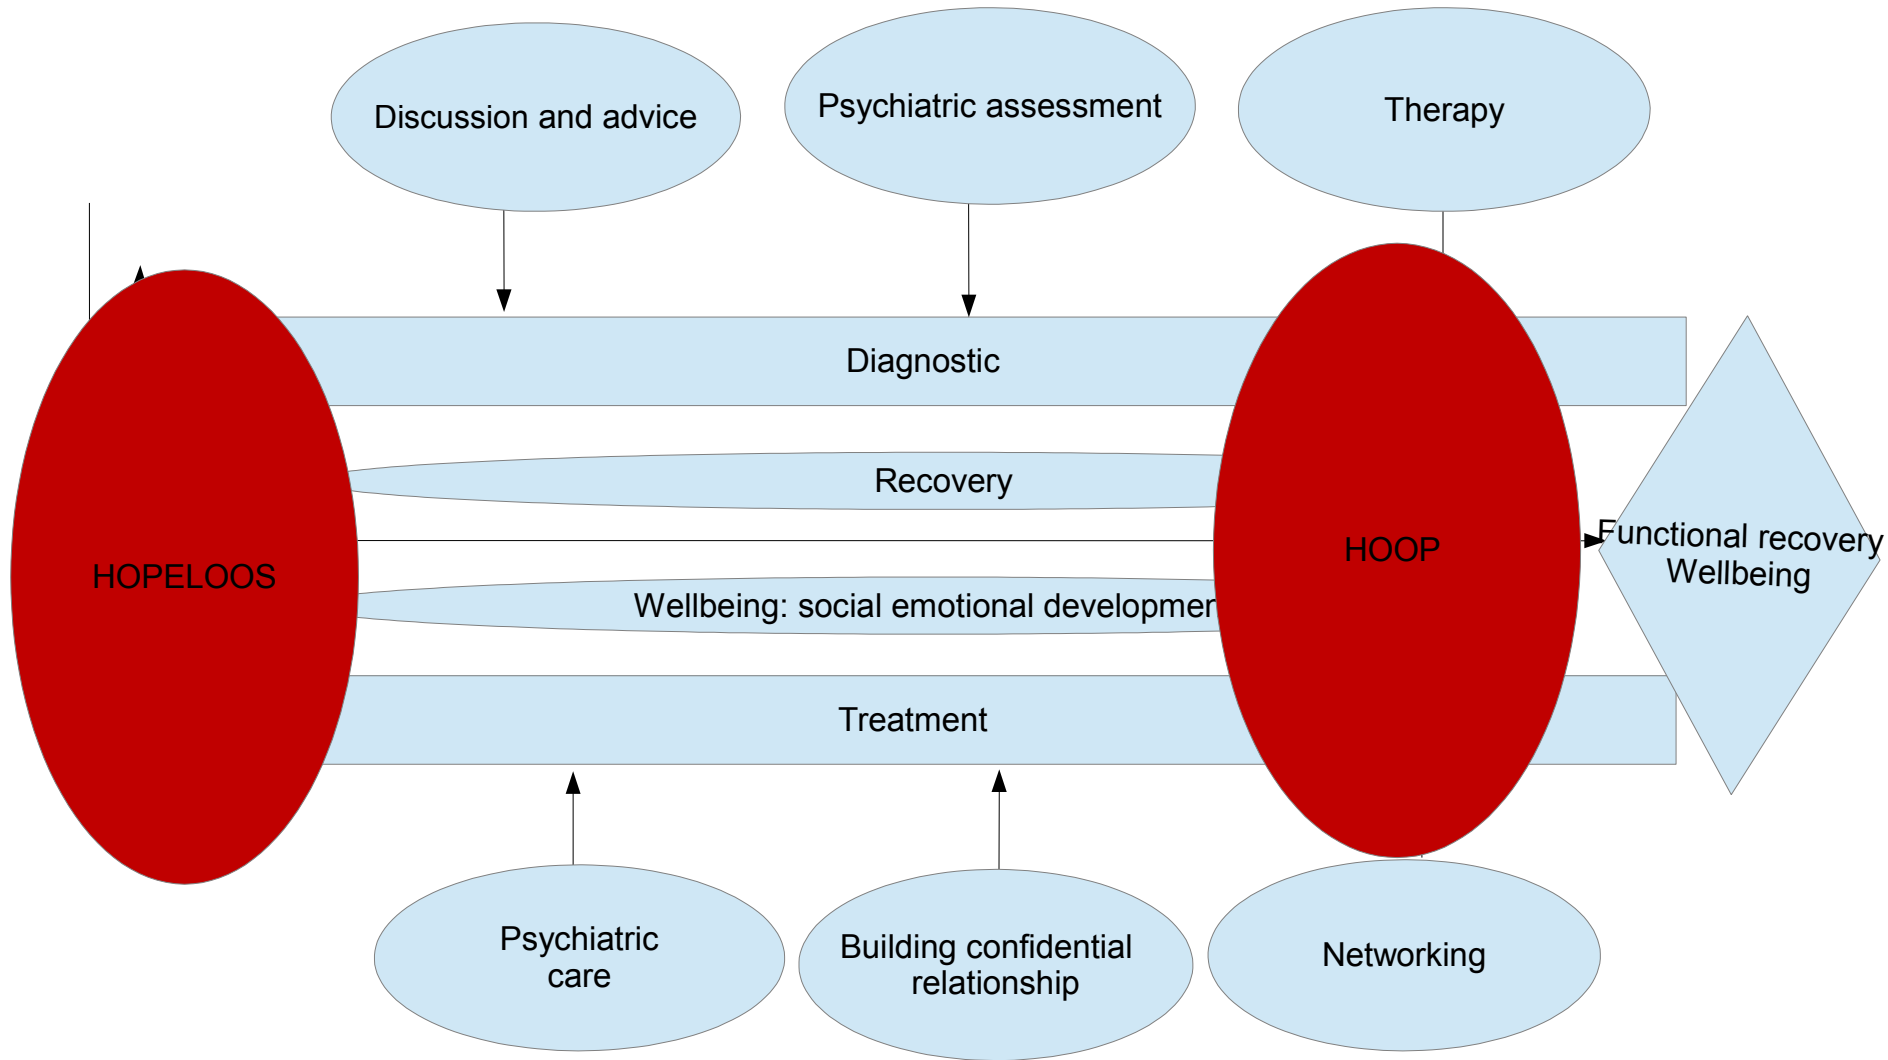 Discussion and advice
Psychiatric assessment
Therapy
Diagnostic
Recovery
HOPELOOS
HOOP
Functional recovery
Wellbeing
Wellbeing: social emotional developmen
Treatment
Psychiatric
care
Building confidential
relationship
Networking